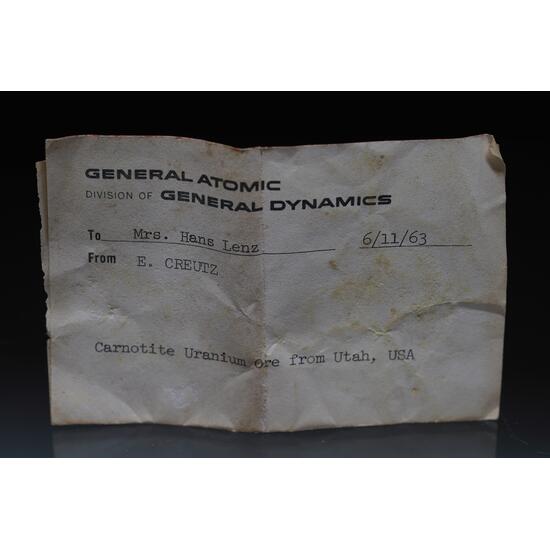 GENERAL ATOMIC
DIVISION OF GENERAL DYNAMICS
To Mrs. Hans Lenz 6/11/63
From E. CREUTZ
Carnotite Uranium ore from Utah, USA